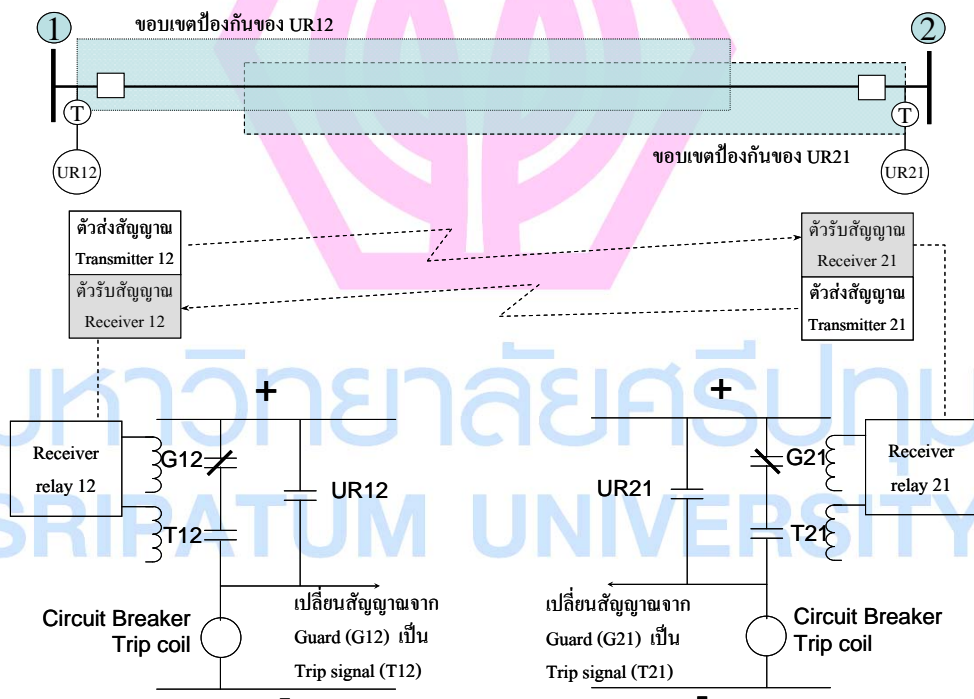 1
ขอบเขตป้องกันของ UR12
2
T
T
ขอบเขตป้องกันของ UR21
UR12
UR21
ตัวส่งสัญญาณ
Transmitter 12
ตัวรับสัญญาณ
Receiver 12
ตัวรับสัญญาณ
Receiver 21
ตัวส่งสัญญาณ
Transmitter 21
มหาวิทยาลัยศรีปทุม
SRIPATUM UNIVERSITY
+
+
Receiver
relay 12
G12
UR12
T12
UR21
G21
T21
Receiver
relay 21
Circuit Breaker
Trip coil
เปลี่ยนสัญญาณจาก
Guard (G12) เป็น
Trip signal (T12)
เปลี่ยนสัญญาณจาก
Guard (G21) เป็น
Trip signal (T21)
Circuit Breaker
Trip coil
-
-